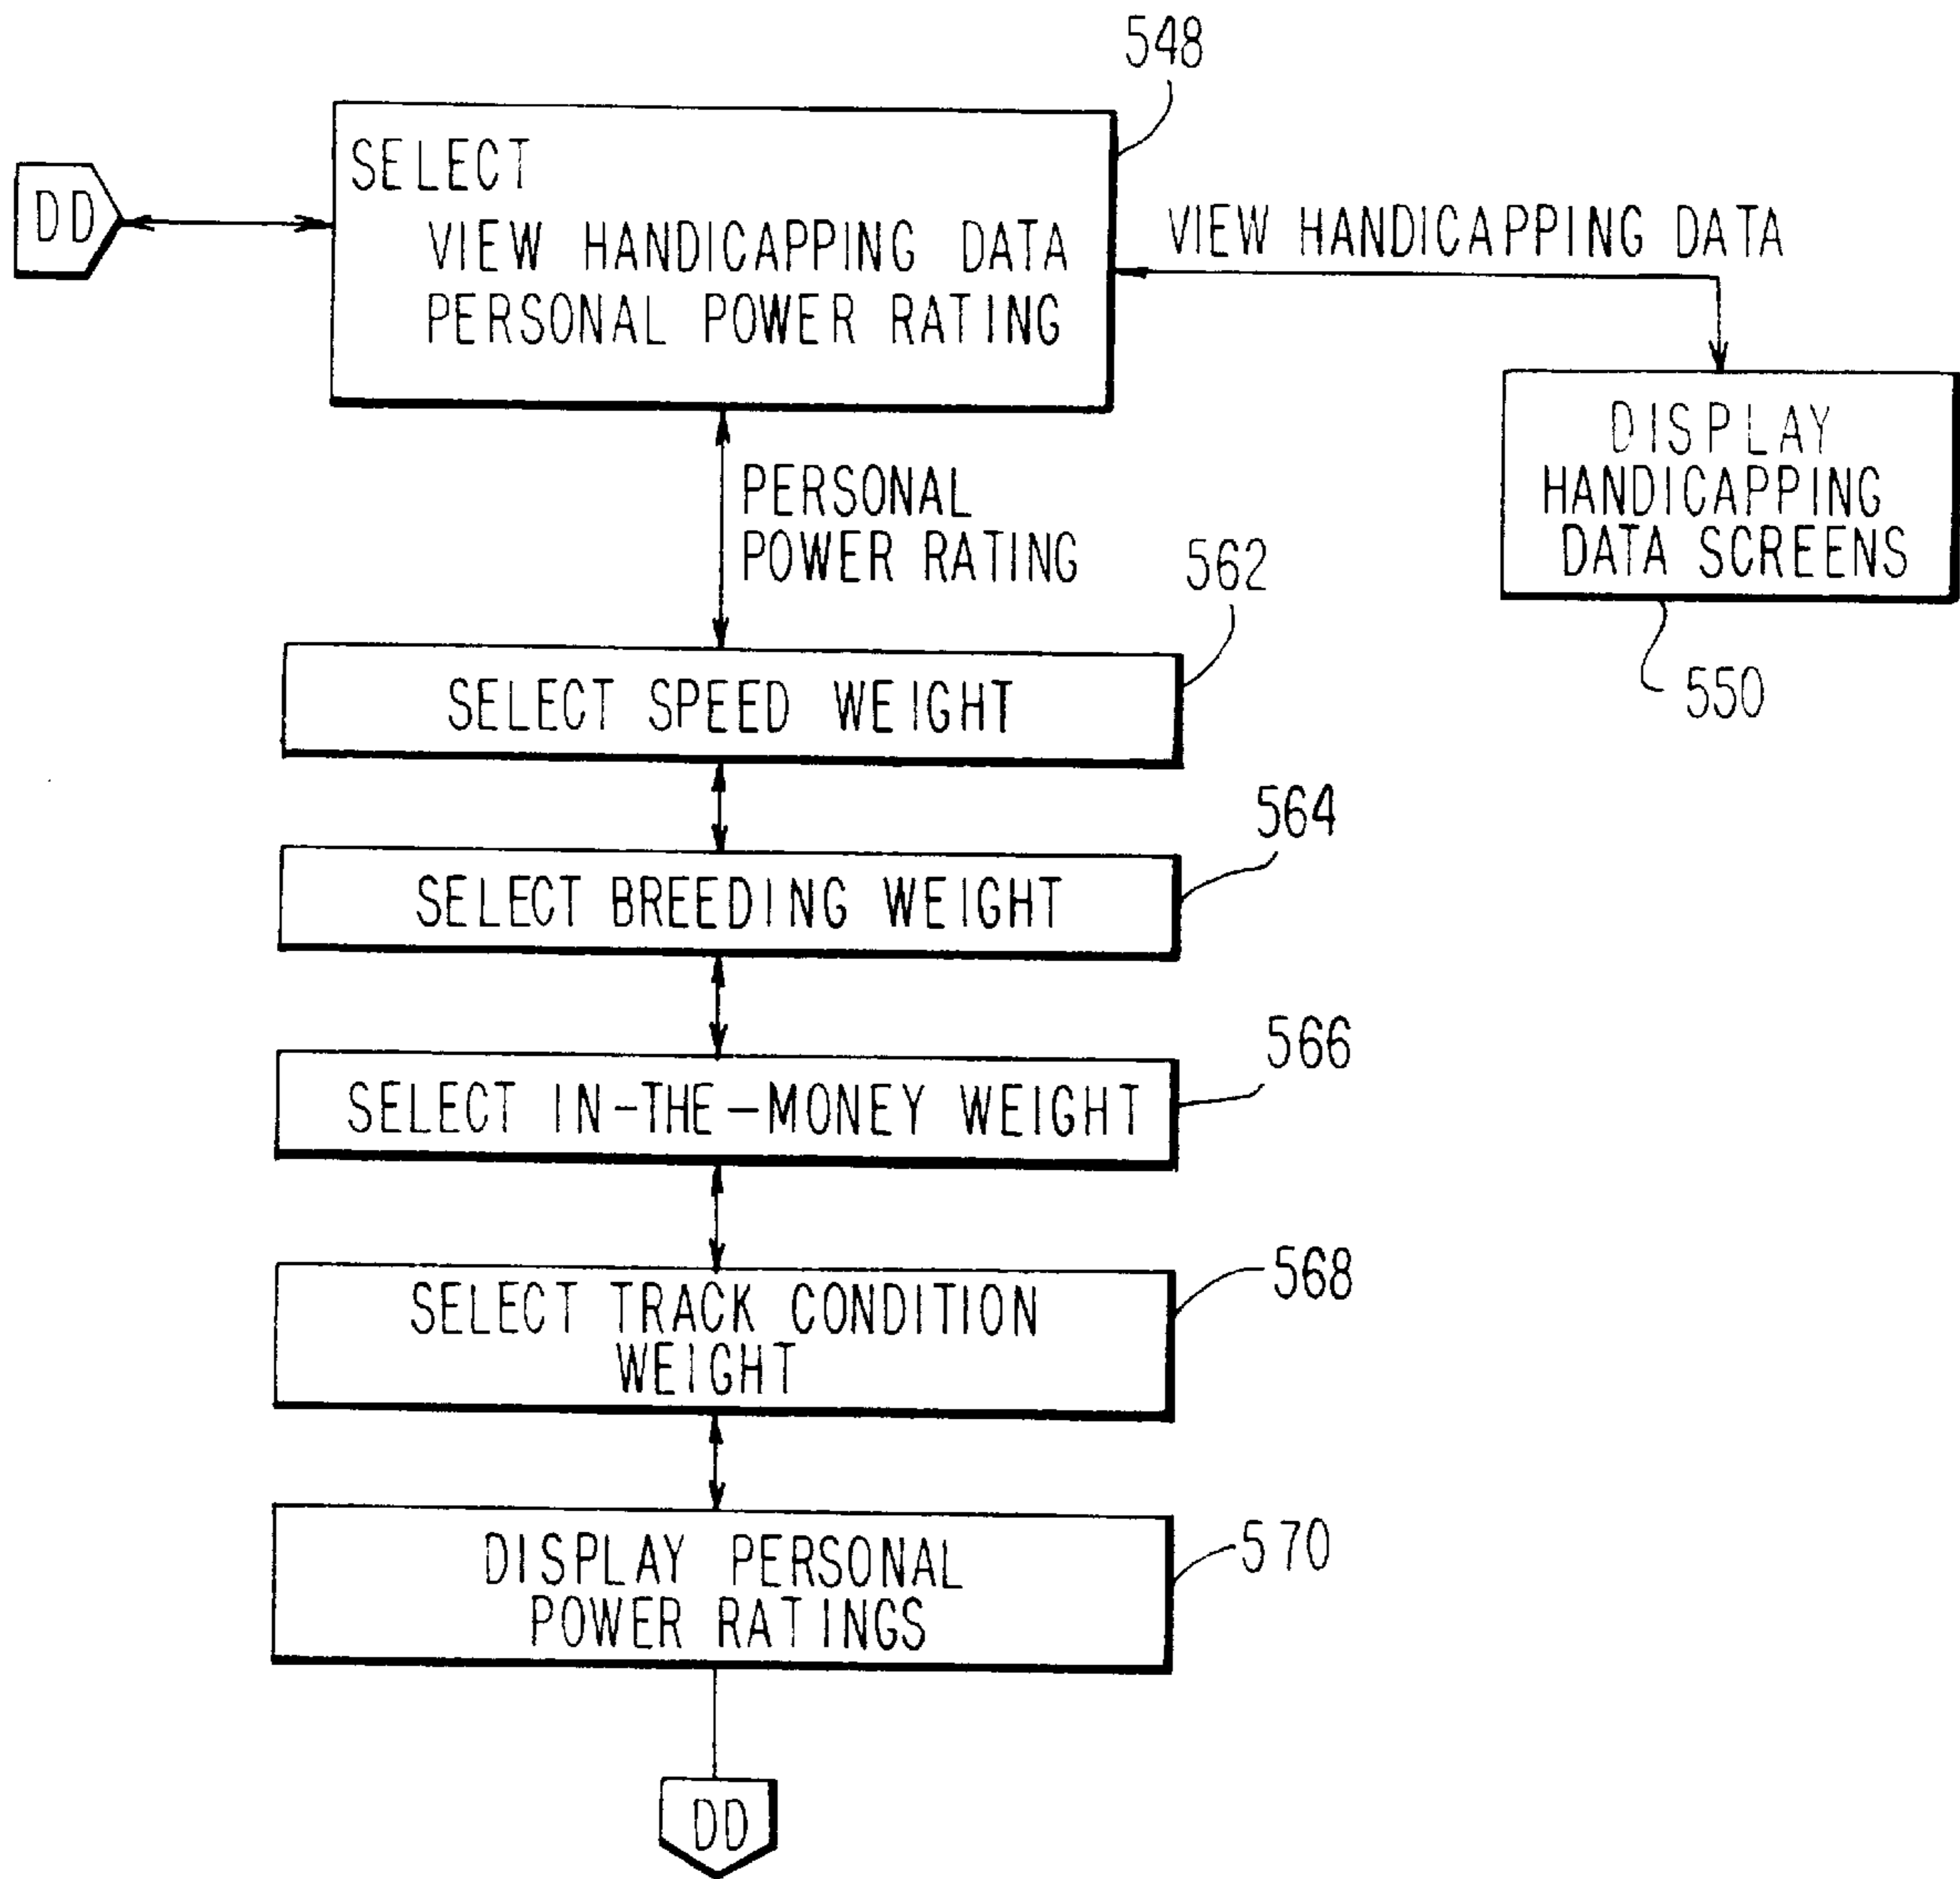 548
DD
SELECT
VIEW HANDICAPPING DATA
PERSONAL POWER RATING
VIEW HANDICAPPING DATA
DISPLAY
HANDICAPPING
DATA SCREENS
550
PERSONAL
POWER RATING
562
SELECT SPEED WEIGHT
564
SELECT BREEDING WEIGHT
566
SELECT IN-THE-MONEY WEIGHT
568
SELECT TRACK CONDITION
WEIGHT
570
DISPLAY PERSONAL
POWER RATINGS
DD